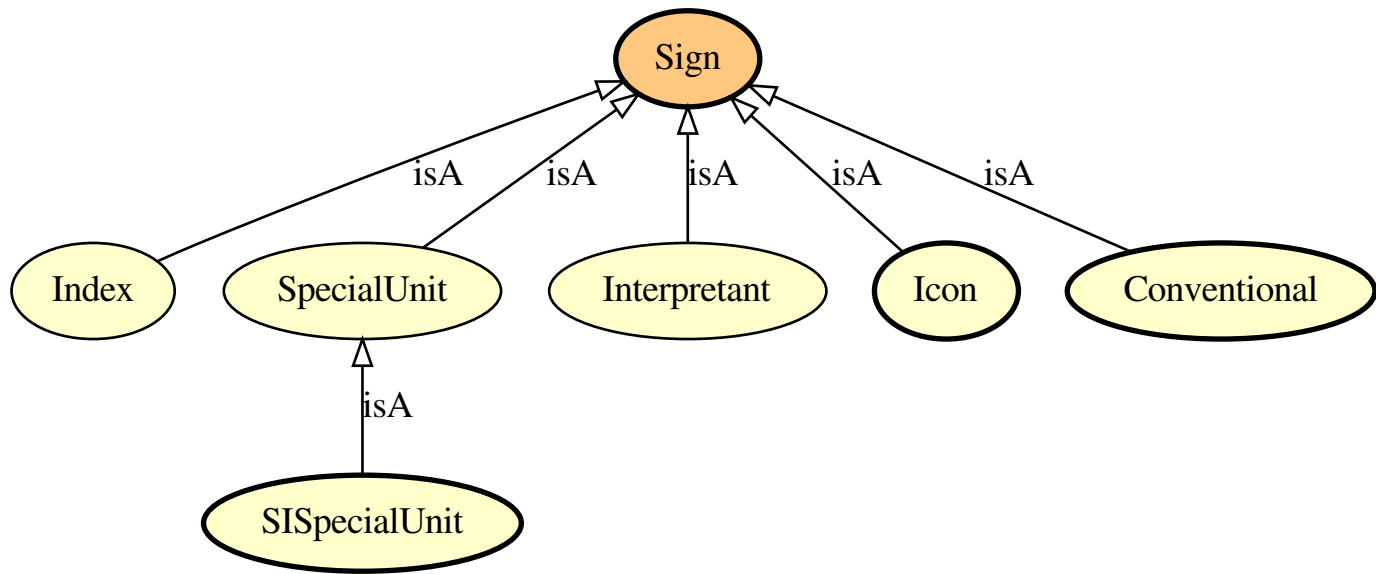 Sign
isA isA isA isA isA
Index SpecialUnit Interpretant Icon Conventional
isA
SISpecialUnit